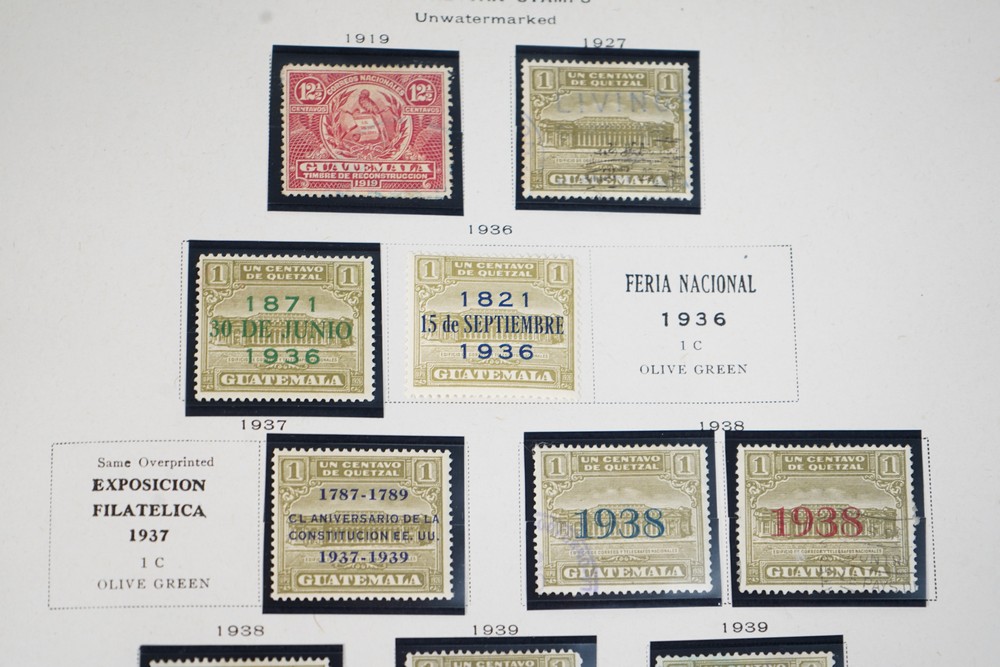 STAMPS
Unwatermarked
1919
1927
12½ CORREOS NACIONALES 12½
CENTAVOS CENTAVOS
GUATEMALA
TIMBRE DE RECONSTRUCCION
1919
1 UN CENTAVO 1
DE QUETZAL
LIVING
GUATEMALA
1936
1 UN CENTAVO 1
DE QUETZAL
1871
30 DE JUNIO
1936
GUATEMALA
1 UN CENTAVO 1
DE QUETZAL
1821
15 de SEPTIEMBRE
1936
GUATEMALA
FERIA NACIONAL
1936
1 C
OLIVE GREEN
1937
1938
Same Overprinted
EXPOSICION
FILATELICA
1937
1 C
OLIVE GREEN
1 UN CENTAVO 1
DE QUETZAL
1787-1789
CL ANIVERSARIO DE LA
CONSTITUCION EE. UU.
1937-1939
GUATEMALA
1 UN CENTAVO 1
DE QUETZAL
1938
GUATEMALA
1 UN CENTAVO 1
DE QUETZAL
1938
GUATEMALA
1938
1939
1939